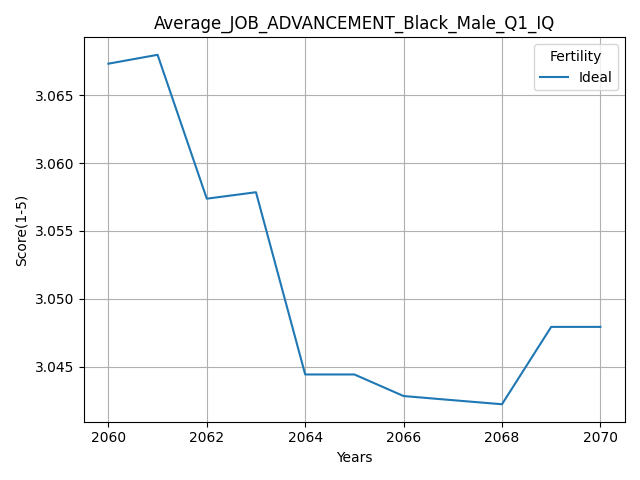 Average_JOB_ADVANCEMENT_Black_Male_Q1_IQ
Fertility
Ideal
3.065
3.060
3.055
3.050
3.045
Score(1-5)
2060 2062 2064 2066 2068 2070
Years